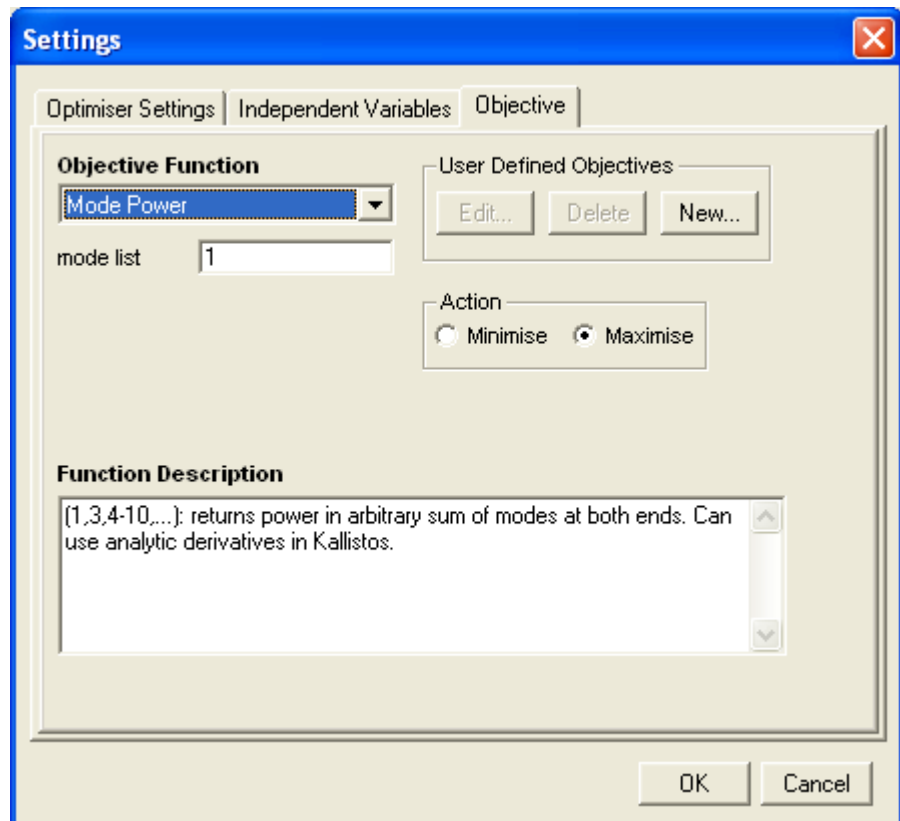 Settings
Optimiser Settings
Independent Variables
Objective
Objective Function
Mode Power
mode list
1
User Defined Objectives
Edit...
Delete
New...
Action
Minimise
Maximise
Function Description
(1,3,4-10,...): returns power in arbitrary sum of modes at both ends. Can
use analytic derivatives in Kallistos.
OK
Cancel